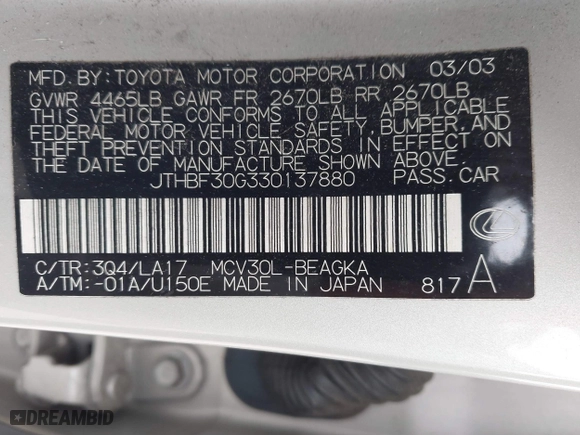 MFD. BY: TOYOTA MOTOR CORPORATION 03/03
GVWR 4465LB GAWR FR 2670LB RR 2670LB
THIS VEHICLE CONFORMS TO ALL APPLICABLE
FEDERAL MOTOR VEHICLE SAFETY, BUMPER, AND
THEFT PREVENTION STANDARDS IN EFFECT ON
THE DATE OF MANUFACTURE SHOWN ABOVE.
JTHBF30G330137880 PASS. CAR
C/TR: 3Q4/LA17 MCV30L-BEAGKA
A/TM: -01A/U150E MADE IN JAPAN 817 A
DREAMBID